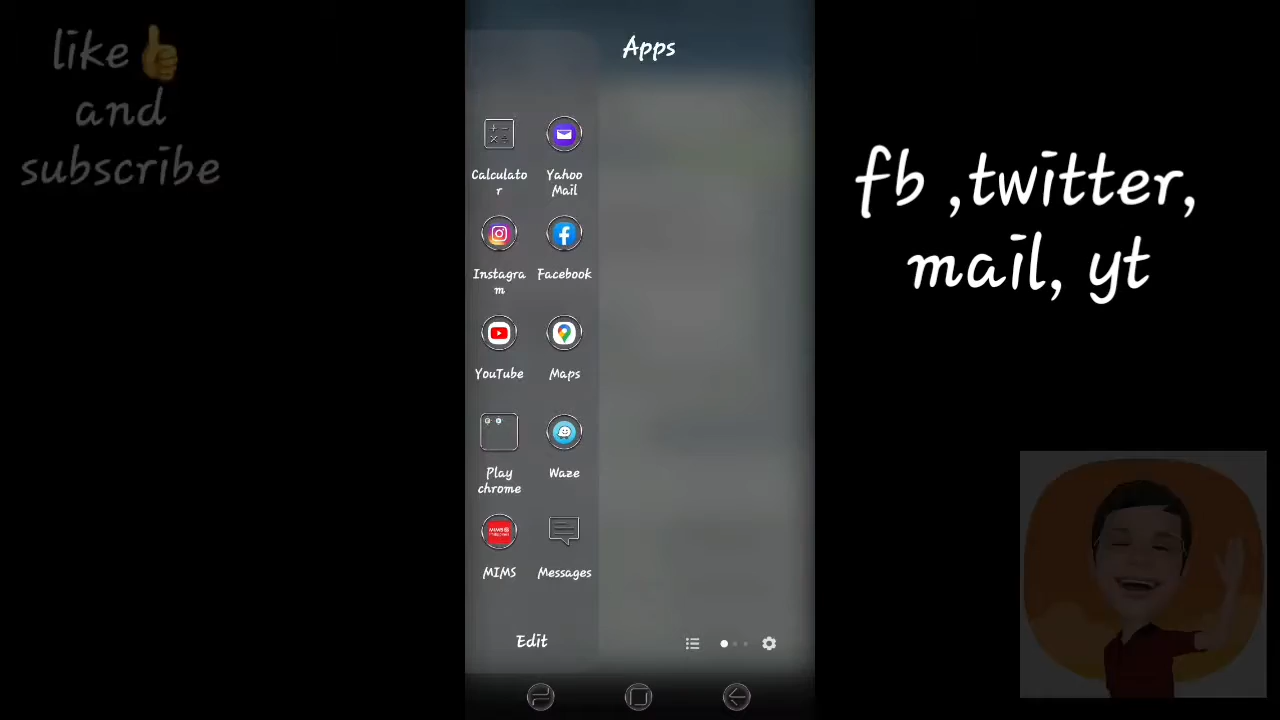 like👍
and
subscribe
Apps
Calculato
r
Yahoo
Mail
Instagra
m
Facebook
YouTube
Maps
Play
chrome
Waze
MIMS
MIMS
Messages
Edit
fb ,twitter,
mail, yt